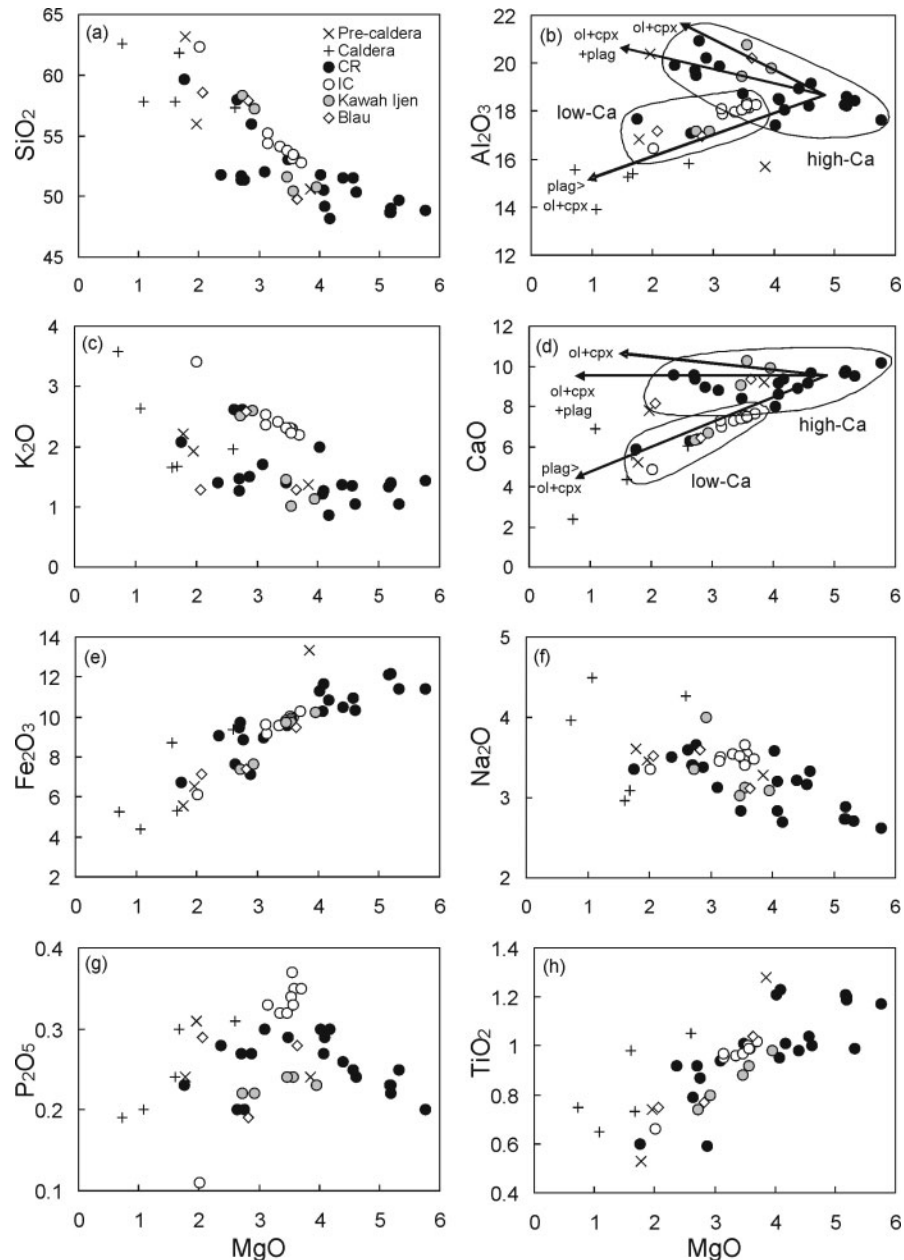 (a)
Pre-caldera
Caldera
CR
IC
Kawah Ijen
Blau
SiO₂
65
60
55
50
45
0 1 2 3 4 5 6
(b)
ol+cpx
ol+cpx
+plag
low-Ca
high-Ca
plag>
ol+cpx
Al₂O₃
22
20
18
16
14
12
0 1 2 3 4 5 6
(c)
K₂O
4
3
2
1
0
0 1 2 3 4 5 6
(d)
ol+cpx
ol+cpx
+plag
high-Ca
plag>
ol+cpx
low-Ca
CaO
12
10
8
6
4
2
0
0 1 2 3 4 5 6
(e)
Fe₂O₃
14
12
10
8
6
4
2
0 1 2 3 4 5 6
(f)
Na₂O
5
4
3
2
0 1 2 3 4 5 6
(g)
P₂O₅
0.4
0.3
0.2
0.1
0 1 2 3 4 5 6
MgO
(h)
TiO₂
1.4
1.2
1.0
0.8
0.6
0.4
0 1 2 3 4 5 6
MgO